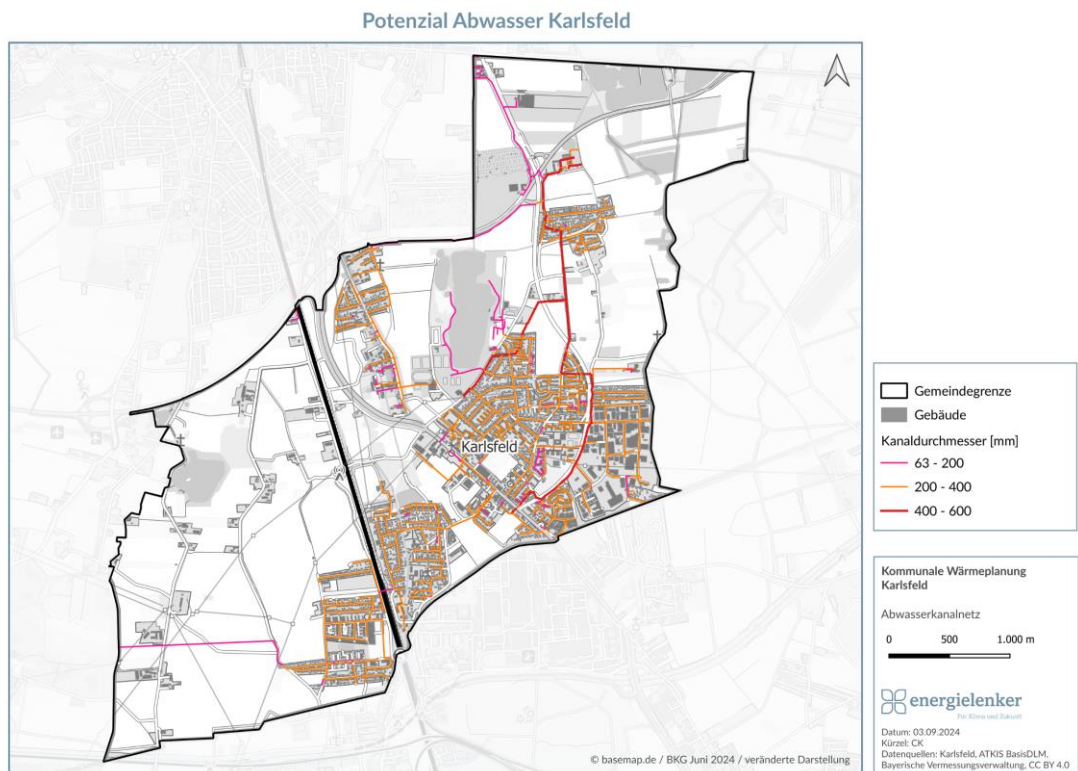 Potenzial Abwasser Karlsfeld
Karlsfeld
© basemap.de / BKG Juni 2024 / veränderte Darstellung
Gemeindegrenze
Gebäude
Kanaldurchmesser [mm]
63 - 200
200 - 400
400 - 600
Kommunale Wärmeplanung
Karlsfeld
Abwasserkanalnetz
0 500 1.000 m
energielenker
Für Klima und Zukunft
Datum: 03.09.2024
Kürzel: CK
Datenquellen: Karlsfeld, ATKIS BasisDLM,
Bayerische Vermessungsverwaltung, CC BY 4.0